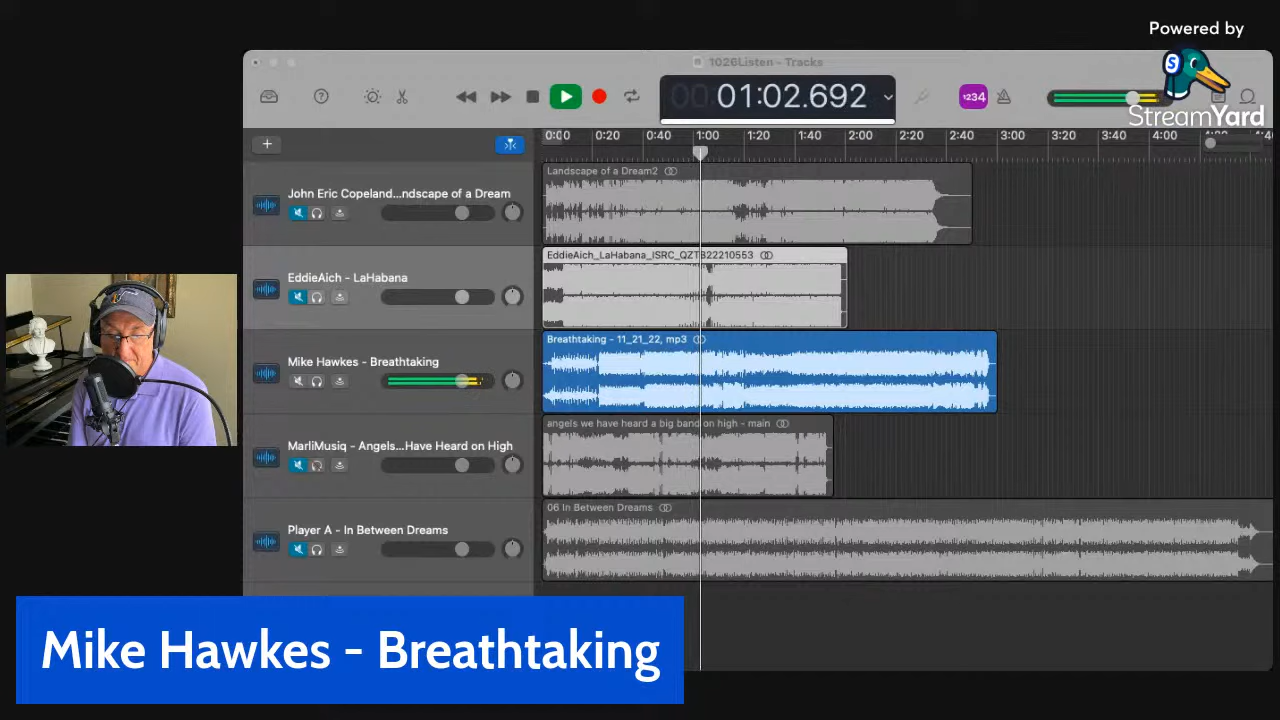 Powered by
StreamYard
1026Listen - Tracks
01:02.692
1234
0:00 0:20 0:40 1:00 1:20 1:40 2:00 2:20 2:40 3:00 3:20 3:40 4:00
John Eric Copeland...ndscape of a Dream
Landscape of a Dream2
EddieAich - LaHabana
EddieAich_LaHabana_ISRC_QZTB22210553
Mike Hawkes - Breathtaking
Breathtaking - 11_21_22, mp3
MarliMusiq - Angels...Have Heard on High
angels we have heard a big band on high - main
Player A - In Between Dreams
06 In Between Dreams
Mike Hawkes - Breathtaking